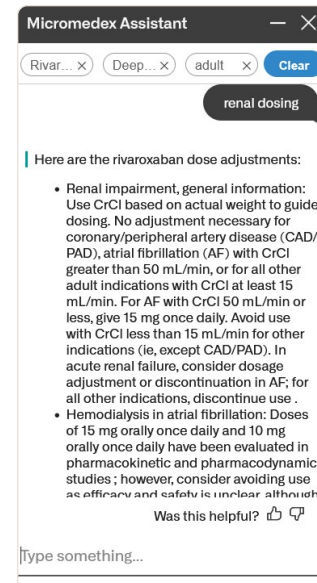 Micromedex Assistant
Rivar... × Deep... × adult × Clear
renal dosing
Here are the rivaroxaban dose adjustments:
• Renal impairment, general information:
Use CrCl based on actual weight to guide
dosing. No adjustment necessary for
coronary/peripheral artery disease (CAD/
PAD), atrial fibrillation (AF) with CrCl
greater than 50 mL/min, or for all other
adult indications with CrCl at least 15
mL/min. For AF with CrCl 50 mL/min or
less, give 15 mg once daily. Avoid use
with CrCl less than 15 mL/min for other
indications (ie, except CAD/PAD). In
acute renal failure, consider dosage
adjustment or discontinuation in AF; for
all other indications, discontinue use .
• Hemodialysis in atrial fibrillation: Doses
of 15 mg orally once daily and 10 mg
orally once daily have been evaluated in
pharmacokinetic and pharmacodynamic
studies ; however, consider avoiding use
as efficacy and safety is unclear, although
Was this helpful?
Type something...